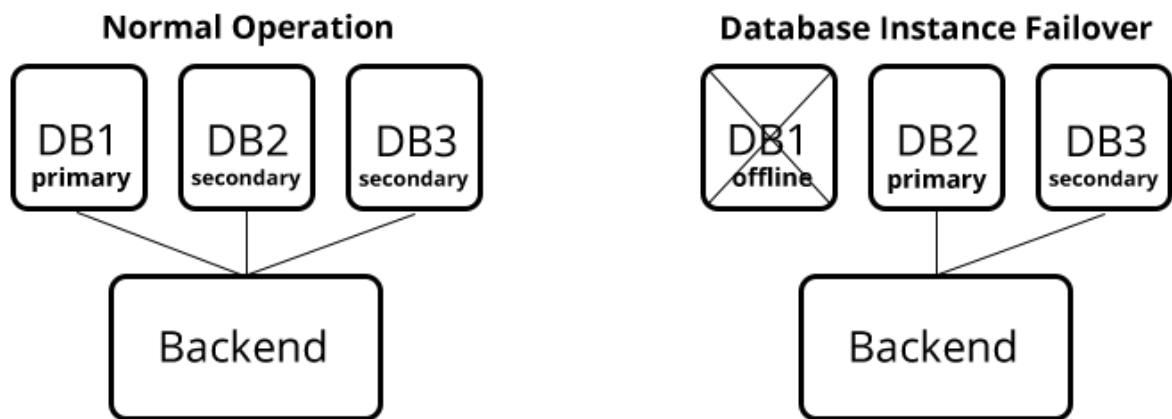 Normal Operation
DB1
primary
DB2
secondary
DB3
secondary
Backend
Database Instance Failover
DB1
offline
DB2
primary
DB3
secondary
Backend